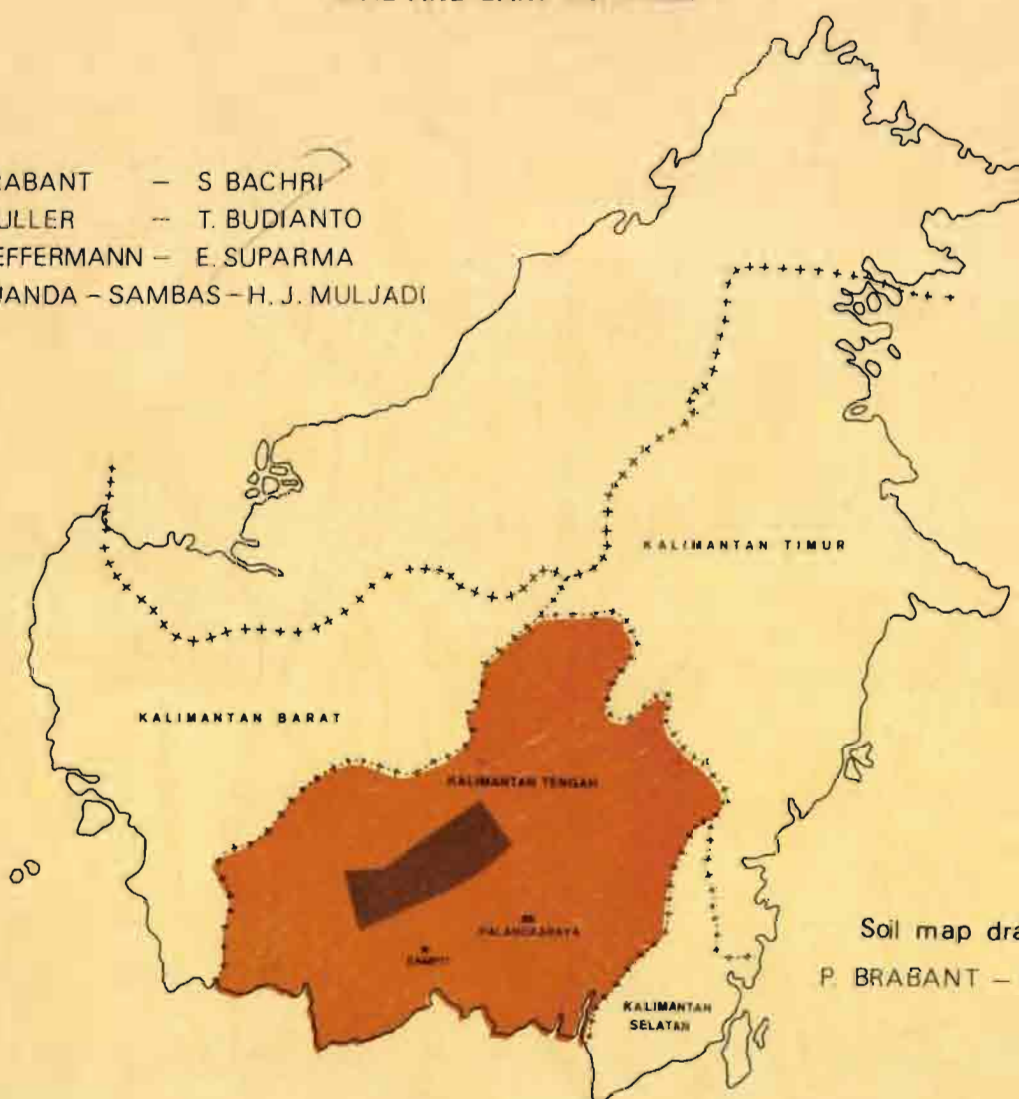 RABANT – S BACHRI
ULLER – T. BUDIANTO
EFFERMANN – E. SUPARMA
JANDA – SAMBAS – H. J. MULJADI
KALIMANTAN TIMUR
KALIMANTAN BARAT
KALIMANTAN TENGAH
PALANGKARAYA
SAMPIT
Soil map dra
P. BRABANT –
KALIMANTAN
SELATAN